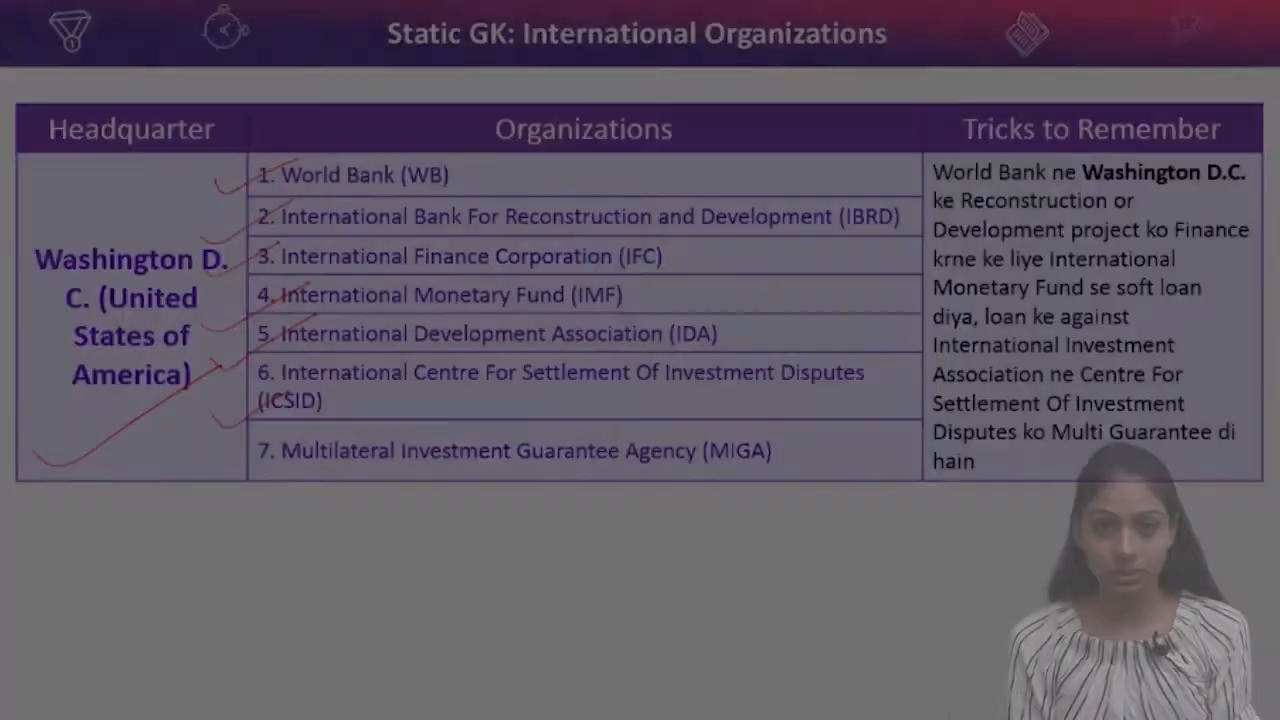 Static GK: International Organizations
Headquarter
Organizations
Tricks to Remember
Washington D.
C. (United
States of
America)
1. World Bank (WB)
2. International Bank For Reconstruction and Development (IBRD)
3. International Finance Corporation (IFC)
4. International Monetary Fund (IMF)
5. International Development Association (IDA)
6. International Centre For Settlement Of Investment Disputes
(ICSID)
7. Multilateral Investment Guarantee Agency (MIGA)
World Bank ne Washington D.C.
ke Reconstruction or
Development project ko Finance
krne ke liye International
Monetary Fund se soft loan
diya, loan ke against
International Investment
Association ne Centre For
Settlement Of Investment
Disputes ko Multi Guarantee di
hain